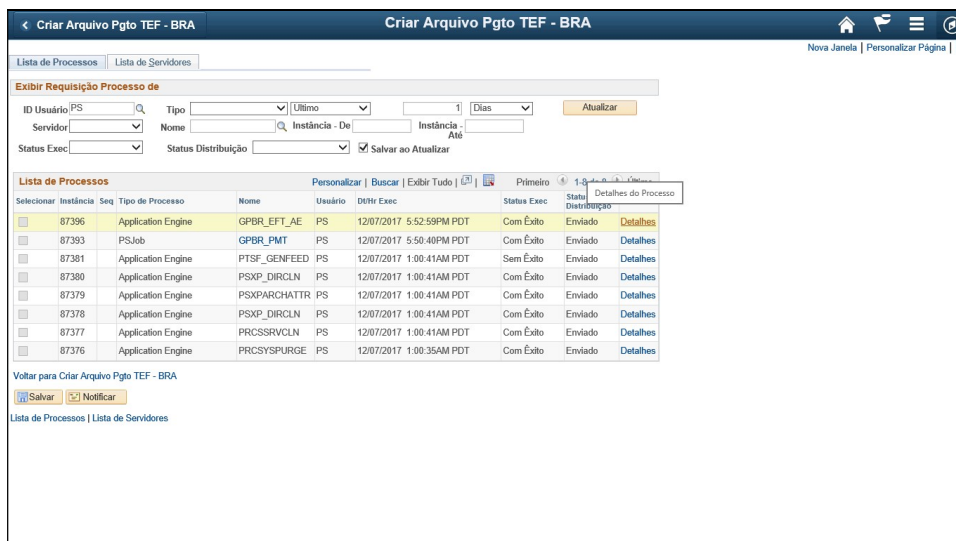 Criar Arquivo Pgto TEF - BRA
Criar Arquivo Pgto TEF - BRA
Nova Janela | Personalizar Página |
Lista de Processos Lista de Servidores
Exibir Requisição Processo de
ID Usuário PS Tipo Ultimo 1 Dias Atualizar
Servidor Nome Instância - De Instância - Até
Status Exec Status Distribuição Salvar ao Atualizar
Lista de Processos Personalizar | Buscar | Exibir Tudo | | Primeiro 1-8 de 8 Último
Detalhes do Processo
Selecionar Instância Seq Tipo de Processo Nome Usuário Dt/Hr Exec Status Exec Distribuição
87396 Application Engine GPBR_EFT_AE PS 12/07/2017 5:52:59PM PDT Com Êxito Enviado Detalhes
87393 PSJob GPBR_PMT PS 12/07/2017 5:50:40PM PDT Com Êxito Enviado Detalhes
87381 Application Engine PTSF_GENFEED PS 12/07/2017 1:00:41AM PDT Sem Êxito Enviado Detalhes
87380 Application Engine PSXP_DIRCLN PS 12/07/2017 1:00:41AM PDT Com Êxito Enviado Detalhes
87379 Application Engine PSXPARCHATTR PS 12/07/2017 1:00:41AM PDT Com Êxito Enviado Detalhes
87378 Application Engine PSXP_DIRCLN PS 12/07/2017 1:00:41AM PDT Com Êxito Enviado Detalhes
87377 Application Engine PRCSSRVCLN PS 12/07/2017 1:00:41AM PDT Com Êxito Enviado Detalhes
87376 Application Engine PRCSYSPURGE PS 12/07/2017 1:00:35AM PDT Com Êxito Enviado Detalhes
Voltar para Criar Arquivo Pgto TEF - BRA
Salvar Notificar
Lista de Processos | Lista de Servidores